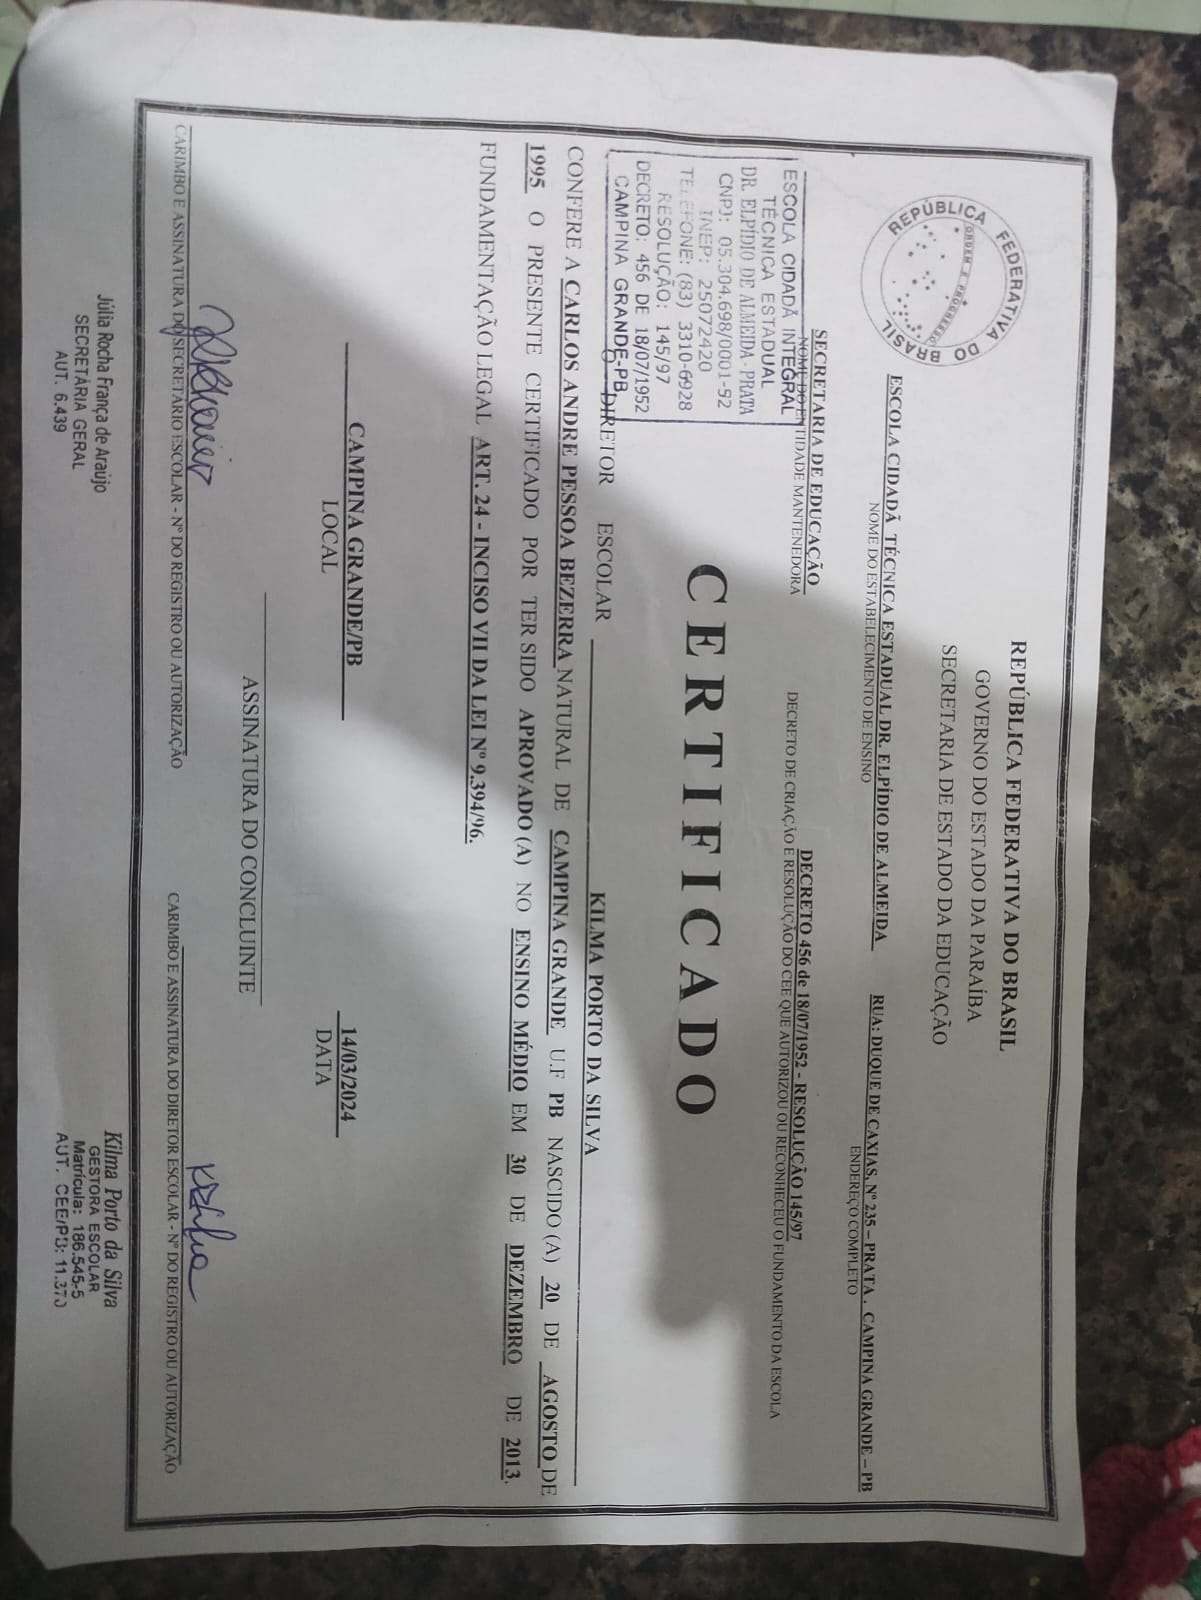 REPÚBLICA FEDERATIVA DO BRASIL
ORDEM E PROGRESSO
REPÚBLICA FEDERATIVA DO BRASIL
GOVERNO DO ESTADO DA PARAÍBA
SECRETARIA DE ESTADO DA EDUCAÇÃO
ESCOLA CIDADÃ TÉCNICA ESTADUAL DR. ELPÍDIO DE ALMEIDA
RUA: DUQUE DE CAXIAS, Nº 235 – PRATA . CAMPINA GRANDE – PB
NOME DO ESTABELECIMENTO DE ENSINO
ENDEREÇO COMPLETO
SECRETARIA DE EDUCAÇÃO
DECRETO 456 de 18/07/1952 - RESOLUÇÃO 145/97
NOME DO ENTIDADE MANTENEDORA
DECRETO DE CRIAÇÃO E RESOLUÇÃO DO CEE QUE AUTORIZOU OU RECONHECEU O FUNDAMENTO DA ESCOLA
ESCOLA CIDADÃ INTEGRAL
TÉCNICA ESTADUAL
DR. ELPÍDIO DE ALMEIDA - PRATA
CNPJ: 05.304.698/0001-92
INEP: 25072420
TELEFONE: (83) 3310-6928
RESOLUÇÃO: 145/97
DECRETO: 456 DE 18/07/1952
CAMPINA GRANDE-PB
CERTIFICADO
O DIRETOR ESCOLAR KILMA PORTO DA SILVA
CONFERE A CARLOS ANDRE PESSOA BEZERRA NATURAL DE CAMPINA GRANDE U.F PB NASCIDO (A) 20 DE AGOSTO DE
1995 O PRESENTE CERTIFICADO POR TER SIDO APROVADO (A) NO ENSINO MÉDIO EM 30 DE DEZEMBRO DE 2013.
FUNDAMENTAÇÃO LEGAL ART. 24 - INCISO VII DA LEI Nº 9.394/96.
CAMPINA GRANDE/PB
14/03/2024
LOCAL
DATA
ASSINATURA DO CONCLUINTE
CARIMBO E ASSINATURA DO SECRETÁRIO ESCOLAR - Nº DO REGISTRO OU AUTORIZAÇÃO
CARIMBO E ASSINATURA DO DIRETOR ESCOLAR - Nº DO REGISTRO OU AUTORIZAÇÃO
Júlia Rocha França de Araújo
SECRETÁRIA GERAL
AUT. 6.439
Kilma Porto da Silva
GESTORA ESCOLAR
Matrícula: 186.545-5
AUT. CEE/PB: 11.373